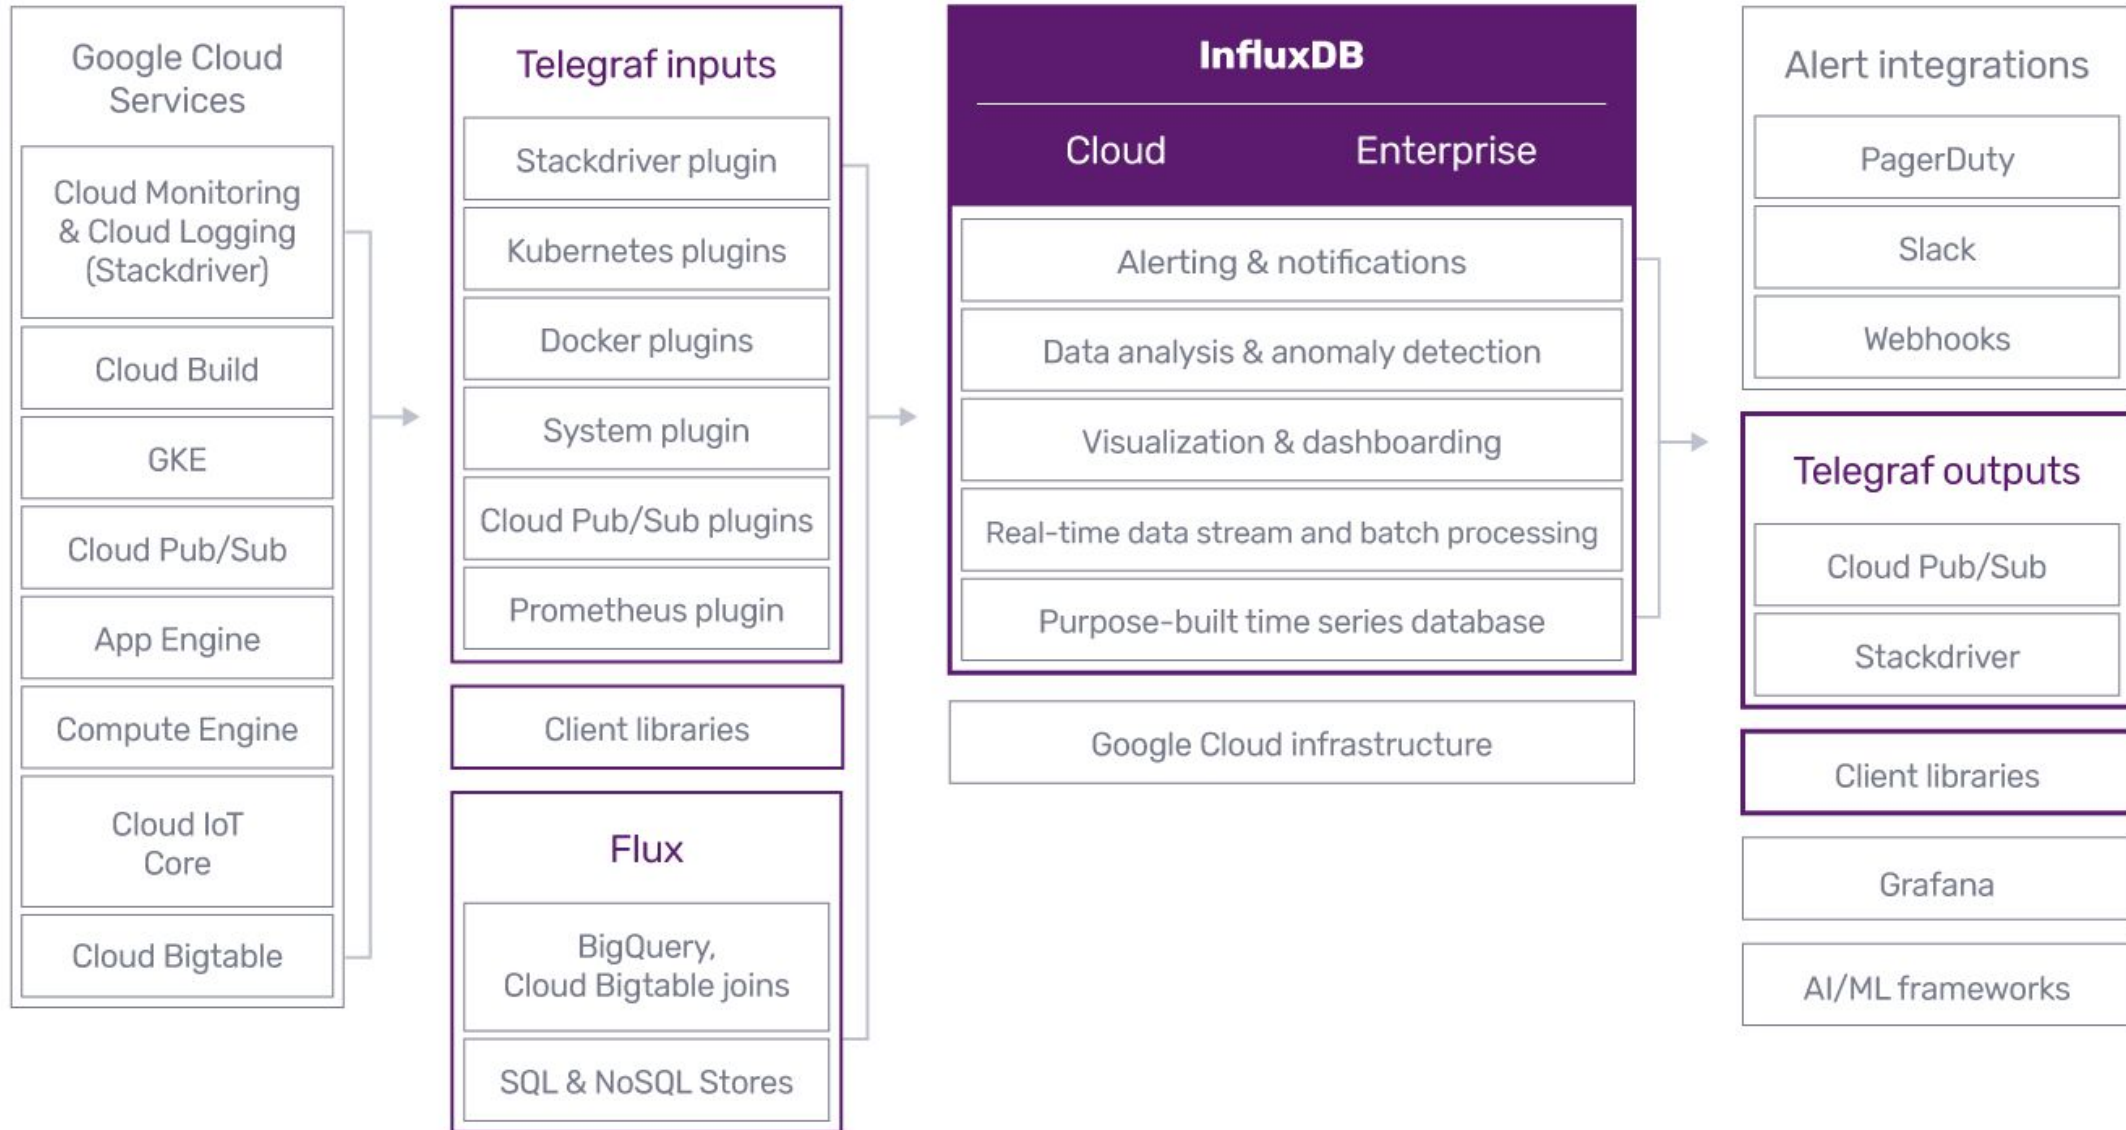 Google Cloud
Services
Cloud Monitoring
& Cloud Logging
(Stackdriver)
Cloud Build
GKE
Cloud Pub/Sub
App Engine
Compute Engine
Cloud IoT
Core
Cloud Bigtable
Telegraf inputs
Stackdriver plugin
Kubernetes plugins
Docker plugins
System plugin
Cloud Pub/Sub plugins
Prometheus plugin
Client libraries
Flux
BigQuery,
Cloud Bigtable joins
SQL & NoSQL Stores
InfluxDB
Cloud Enterprise
Alerting & notifications
Data analysis & anomaly detection
Visualization & dashboarding
Real-time data stream and batch processing
Purpose-built time series database
Google Cloud infrastructure
Alert integrations
PagerDuty
Slack
Webhooks
Telegraf outputs
Cloud Pub/Sub
Stackdriver
Client libraries
Grafana
AI/ML frameworks